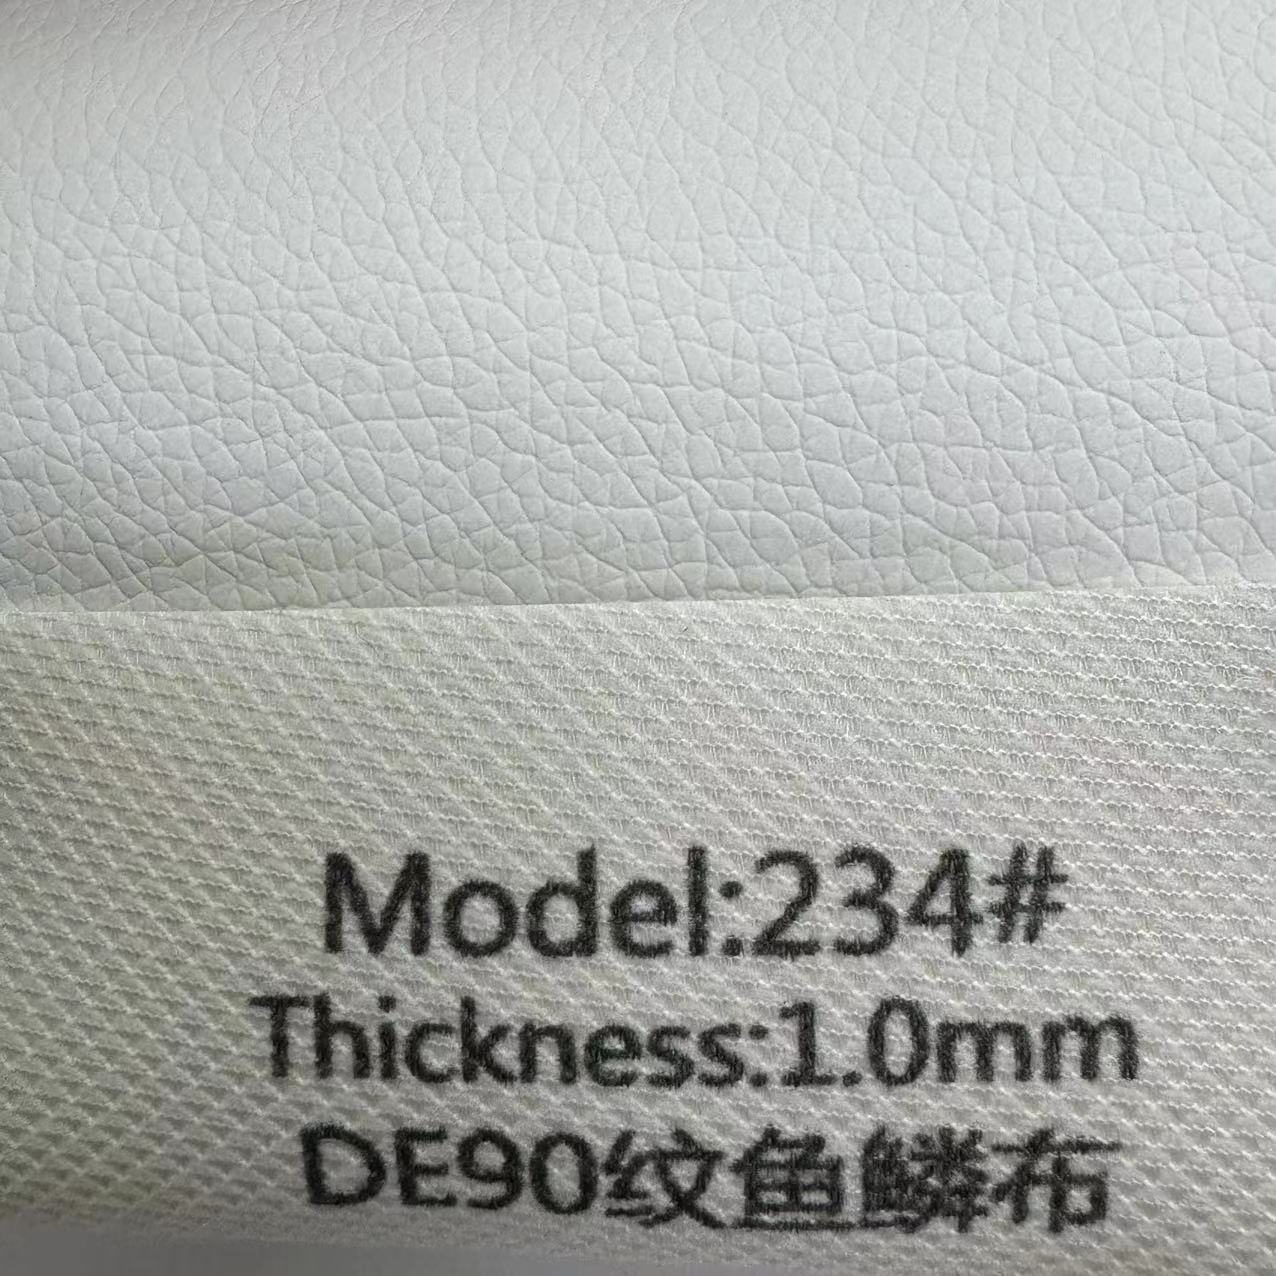 Model:234#
Thickness:1.0mm
DE90纹鱼鳞布